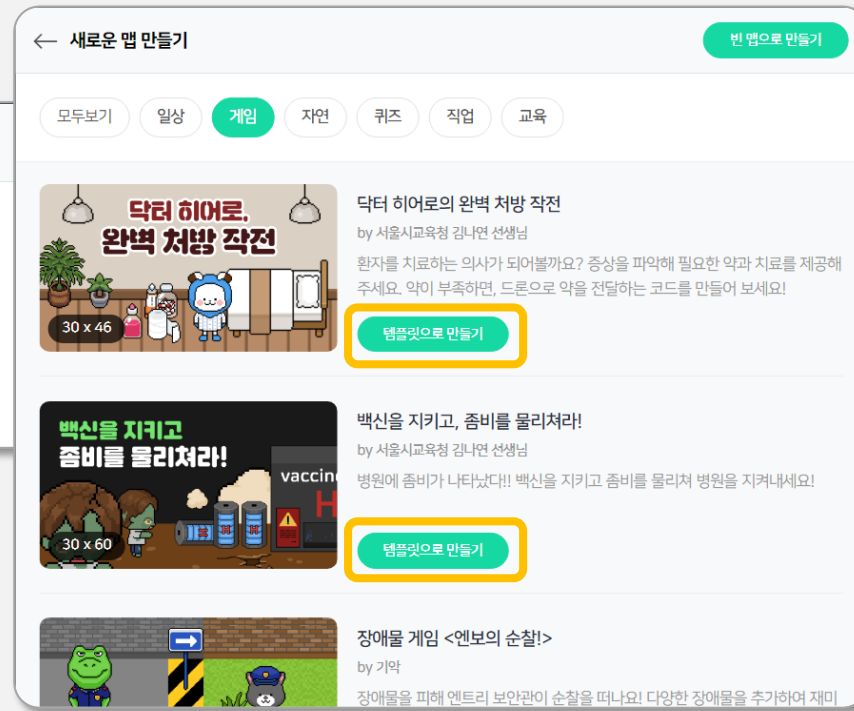 ← 새로운 맵 만들기
빈 맵으로 만들기
모두보기 일상 게임 자연 퀴즈 직업 교육
닥터 히어로,
완벽 처방 작전
30 x 46
닥터 히어로의 완벽 처방 작전
by 서울시교육청 김나연 선생님
환자를 치료하는 의사가 되어볼까요? 증상을 파악해 필요한 약과 치료를 제공해
주세요. 약이 부족하면, 드론으로 약을 전달하는 코드를 만들어 보세요!
템플릿으로 만들기
백신을 지키고
좀비를 물리쳐라!
vaccin
H
30 x 60
백신을 지키고, 좀비를 물리쳐라!
by 서울시교육청 김나연 선생님
병원에 좀비가 나타났다!! 백신을 지키고 좀비를 물리쳐 병원을 지켜내세요!
템플릿으로 만들기
장애물 게임 <엔보의 순찰!>
by 기악
장애물을 피해 엔트리 보안관이 순찰을 떠나요! 다양한 장애물을 추가하여 재미